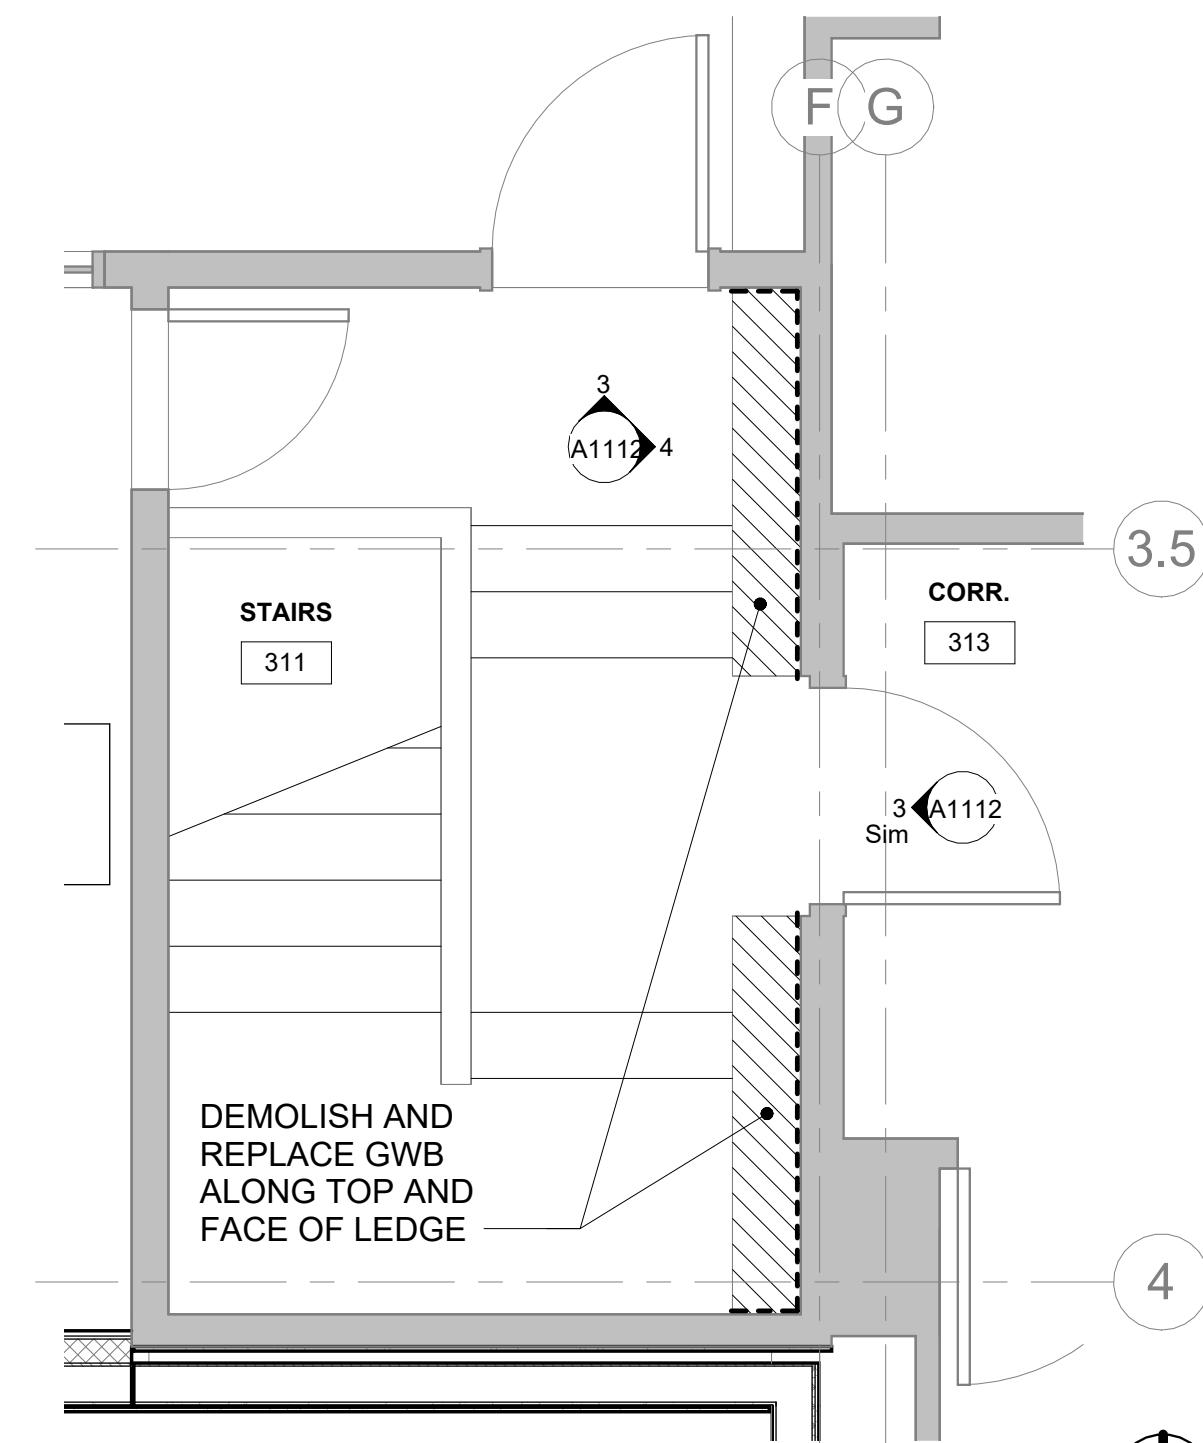 F G
3
A1112 4
3.5
STAIRS
311
CORR.
313
3 A1112
Sim
DEMOLISH AND
REPLACE GWB
ALONG TOP AND
FACE OF LEDGE
4